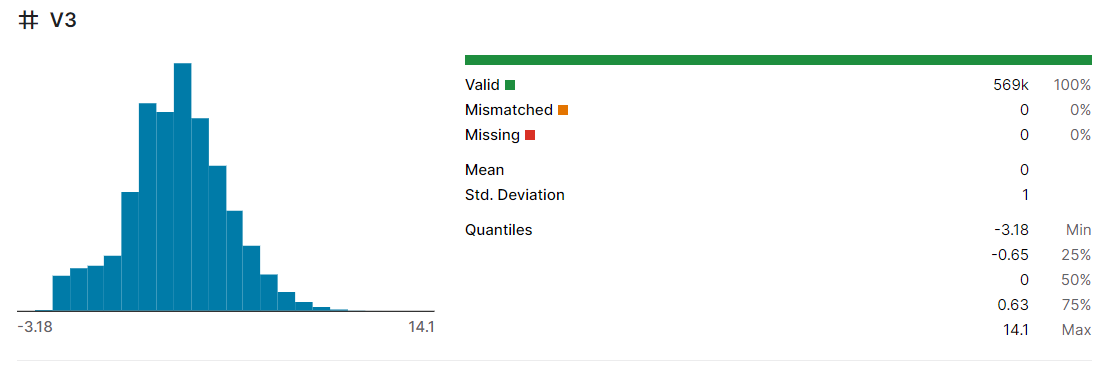 # V3
Valid 569k 100%
Mismatched 0 0%
Missing 0 0%
Mean 0
Std. Deviation 1
Quantiles -3.18 Min
-0.65 25%
0 50%
0.63 75%
14.1 Max
-3.18 14.1